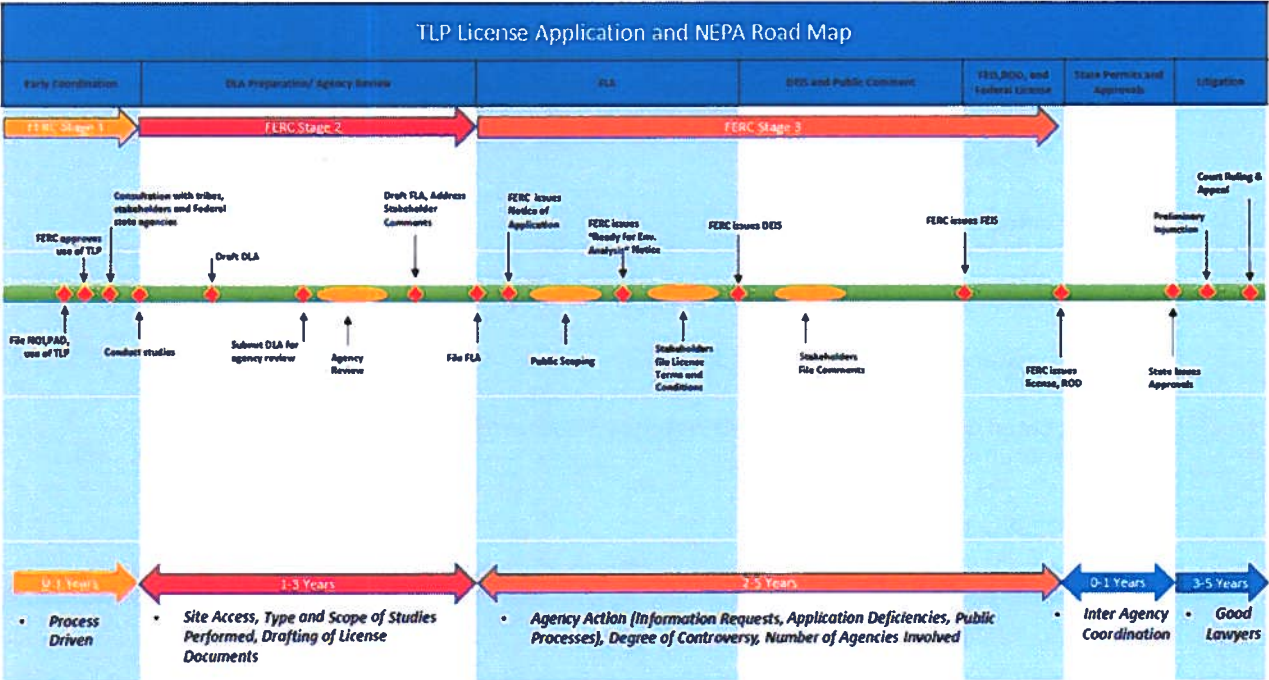 TLP License Application and NEPA Road Map
Early Coordination
DLA Preparation/ Agency Review
FLA
DEIS and Public Comment
FEIS,ROD, and
Federal License
State Permits and
Approvals
Litigation
FERC Stage 1
FERC Stage 2
FERC Stage 3
Consultation with tribes,
stakeholders and Federal
state agencies
FERC approves
use of TLP
Draft DLA
Draft FLA, Address
Stakeholder
Comments
FERC issues
Notice of
Application
FERC issues
"Ready for Env.
Analysis" Notice
FERC issues DEIS
FERC issues FEIS
Preliminary
Injunction
Court Ruling &
Appeal
File NOI,PAD,
use of TLP
Conduct studies
Submit DLA for
agency review
Agency
Review
File FLA
Public Scoping
Stakeholders
file License
Terms and
Conditions
Stakeholders
File Comments
FERC issues
license, ROD
State Issues
Approvals
0-1 Years
1-3 Years
2-5 Years
0-1 Years
3-5 Years
• Process
Driven
• Site Access, Type and Scope of Studies
Performed, Drafting of License
Documents
• Agency Action (Information Requests, Application Deficiencies, Public
Processes), Degree of Controversy, Number of Agencies Involved
• Inter Agency
Coordination
• Good
Lawyers